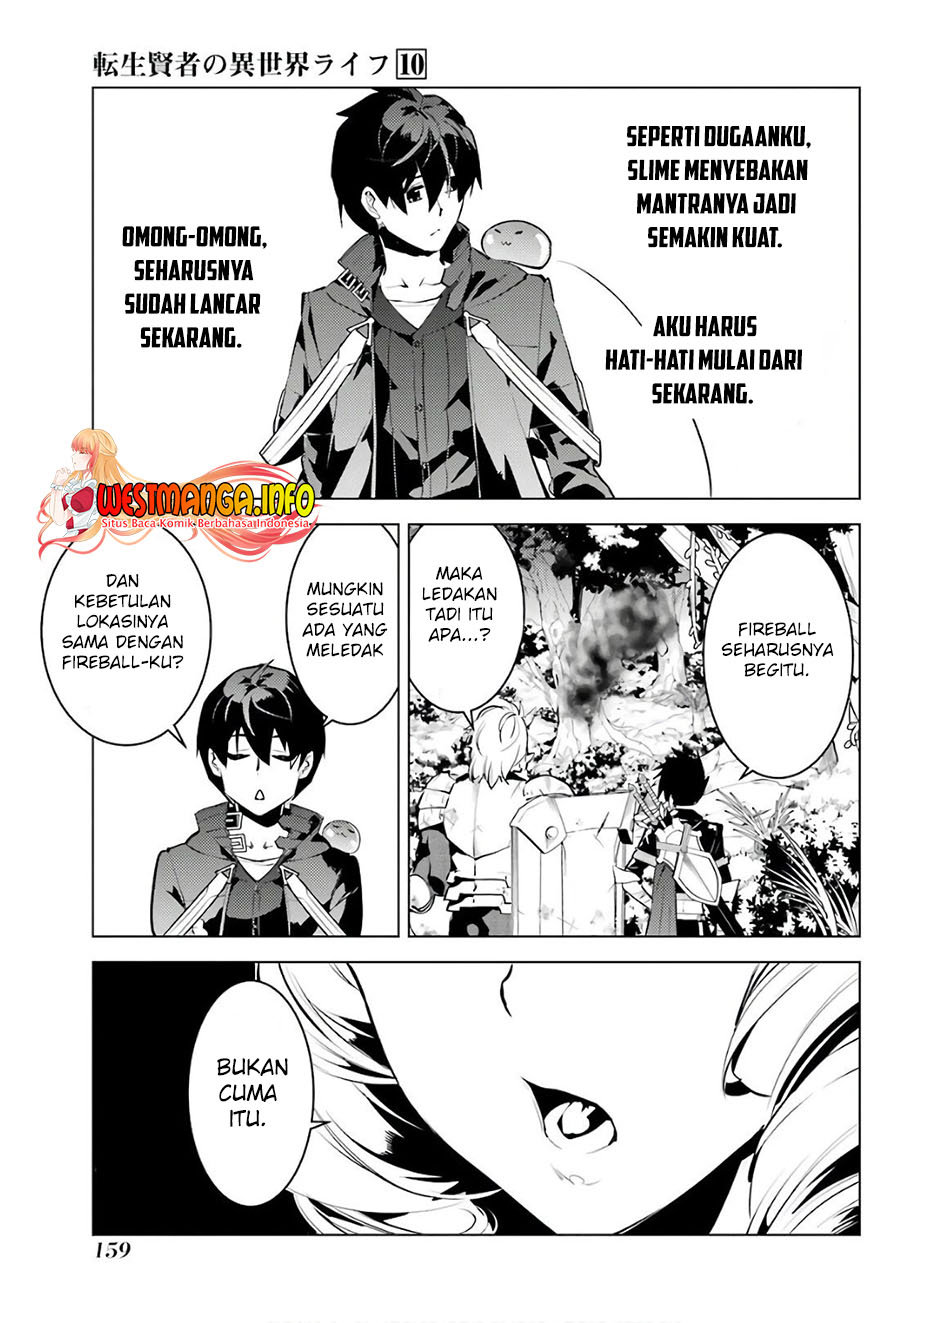 転生賢者の異世界ライフ 10
SEPERTI DUGAANKU,
SLIME MENYEBAKAN
MANTRANYA JADI
SEMAKIN KUAT.
AKU HARUS
HATI-HATI MULAI DARI
SEKARANG.
OMONG-OMONG,
SEHARUSNYA
SUDAH LANCAR
SEKARANG.
WESTMANGA.INFO
Situs Baca Komik Berbahasa Indonesia
FIREBALL
SEHARUSNYA
BEGITU.
MAKA
LEDAKAN
TADI ITU
APA...?
MUNGKIN
SESUATU
ADA YANG
MELEDAK
DAN
KEBETULAN
LOKASINYA
SAMA DENGAN
FIREBALL-KU?
BUKAN
CUMA
ITU.
159